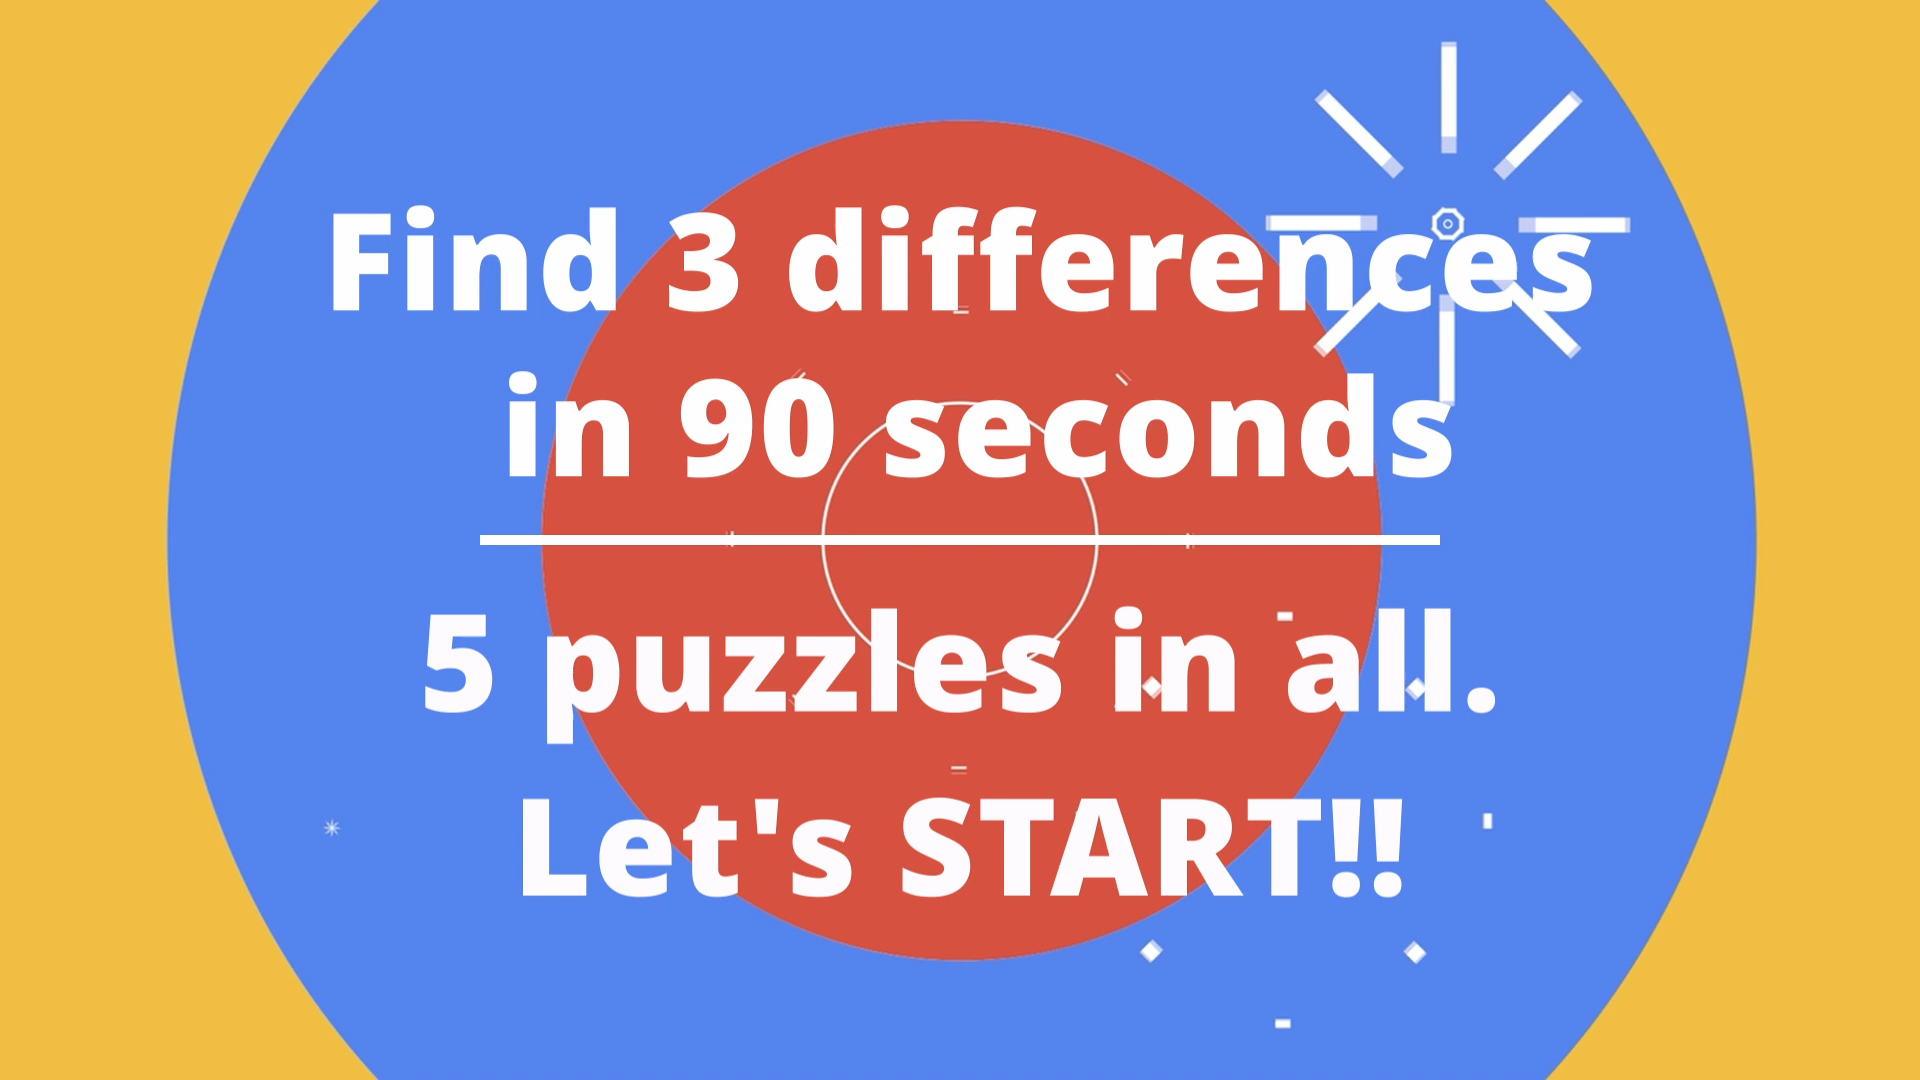 Find 3 differences
in 90 seconds
5 puzzles in all.
Let's START!!